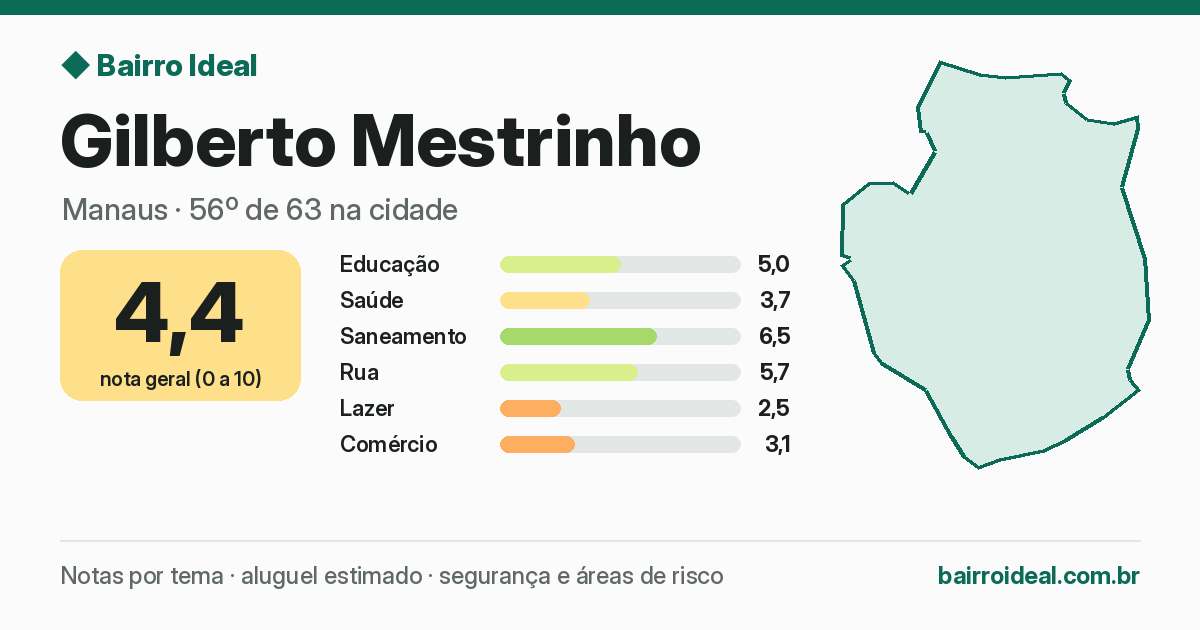 Bairro Ideal
Gilberto Mestrinho
Manaus · 56º de 63 na cidade
4,4
nota geral (0 a 10)
Educação 5,0
Saúde 3,7
Saneamento 6,5
Rua 5,7
Lazer 2,5
Comércio 3,1
Notas por tema · aluguel estimado · segurança e áreas de risco
bairroideal.com.br